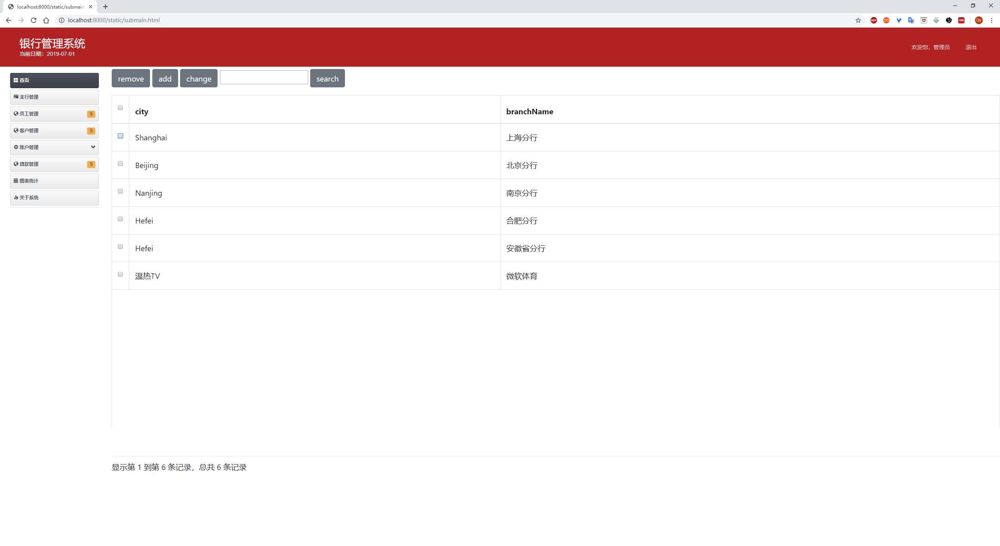 localhost:8000/static/submain.
localhost:8000/static/submain.html
ABP
CORS
Qy
银行管理系统
当前日期：2019-07-01
欢迎您，管理员 退出
首页
支行管理
员工管理 5
客户管理 5
账户管理
贷款管理 5
图表统计
关于系统
remove add change search
city branchName
Shanghai 上海分行
Beijing 北京分行
Nanjing 南京分行
Hefei 合肥分行
Hefei 安徽省分行
温热TV 微软体育
显示第 1 到第 6 条记录，总共 6 条记录